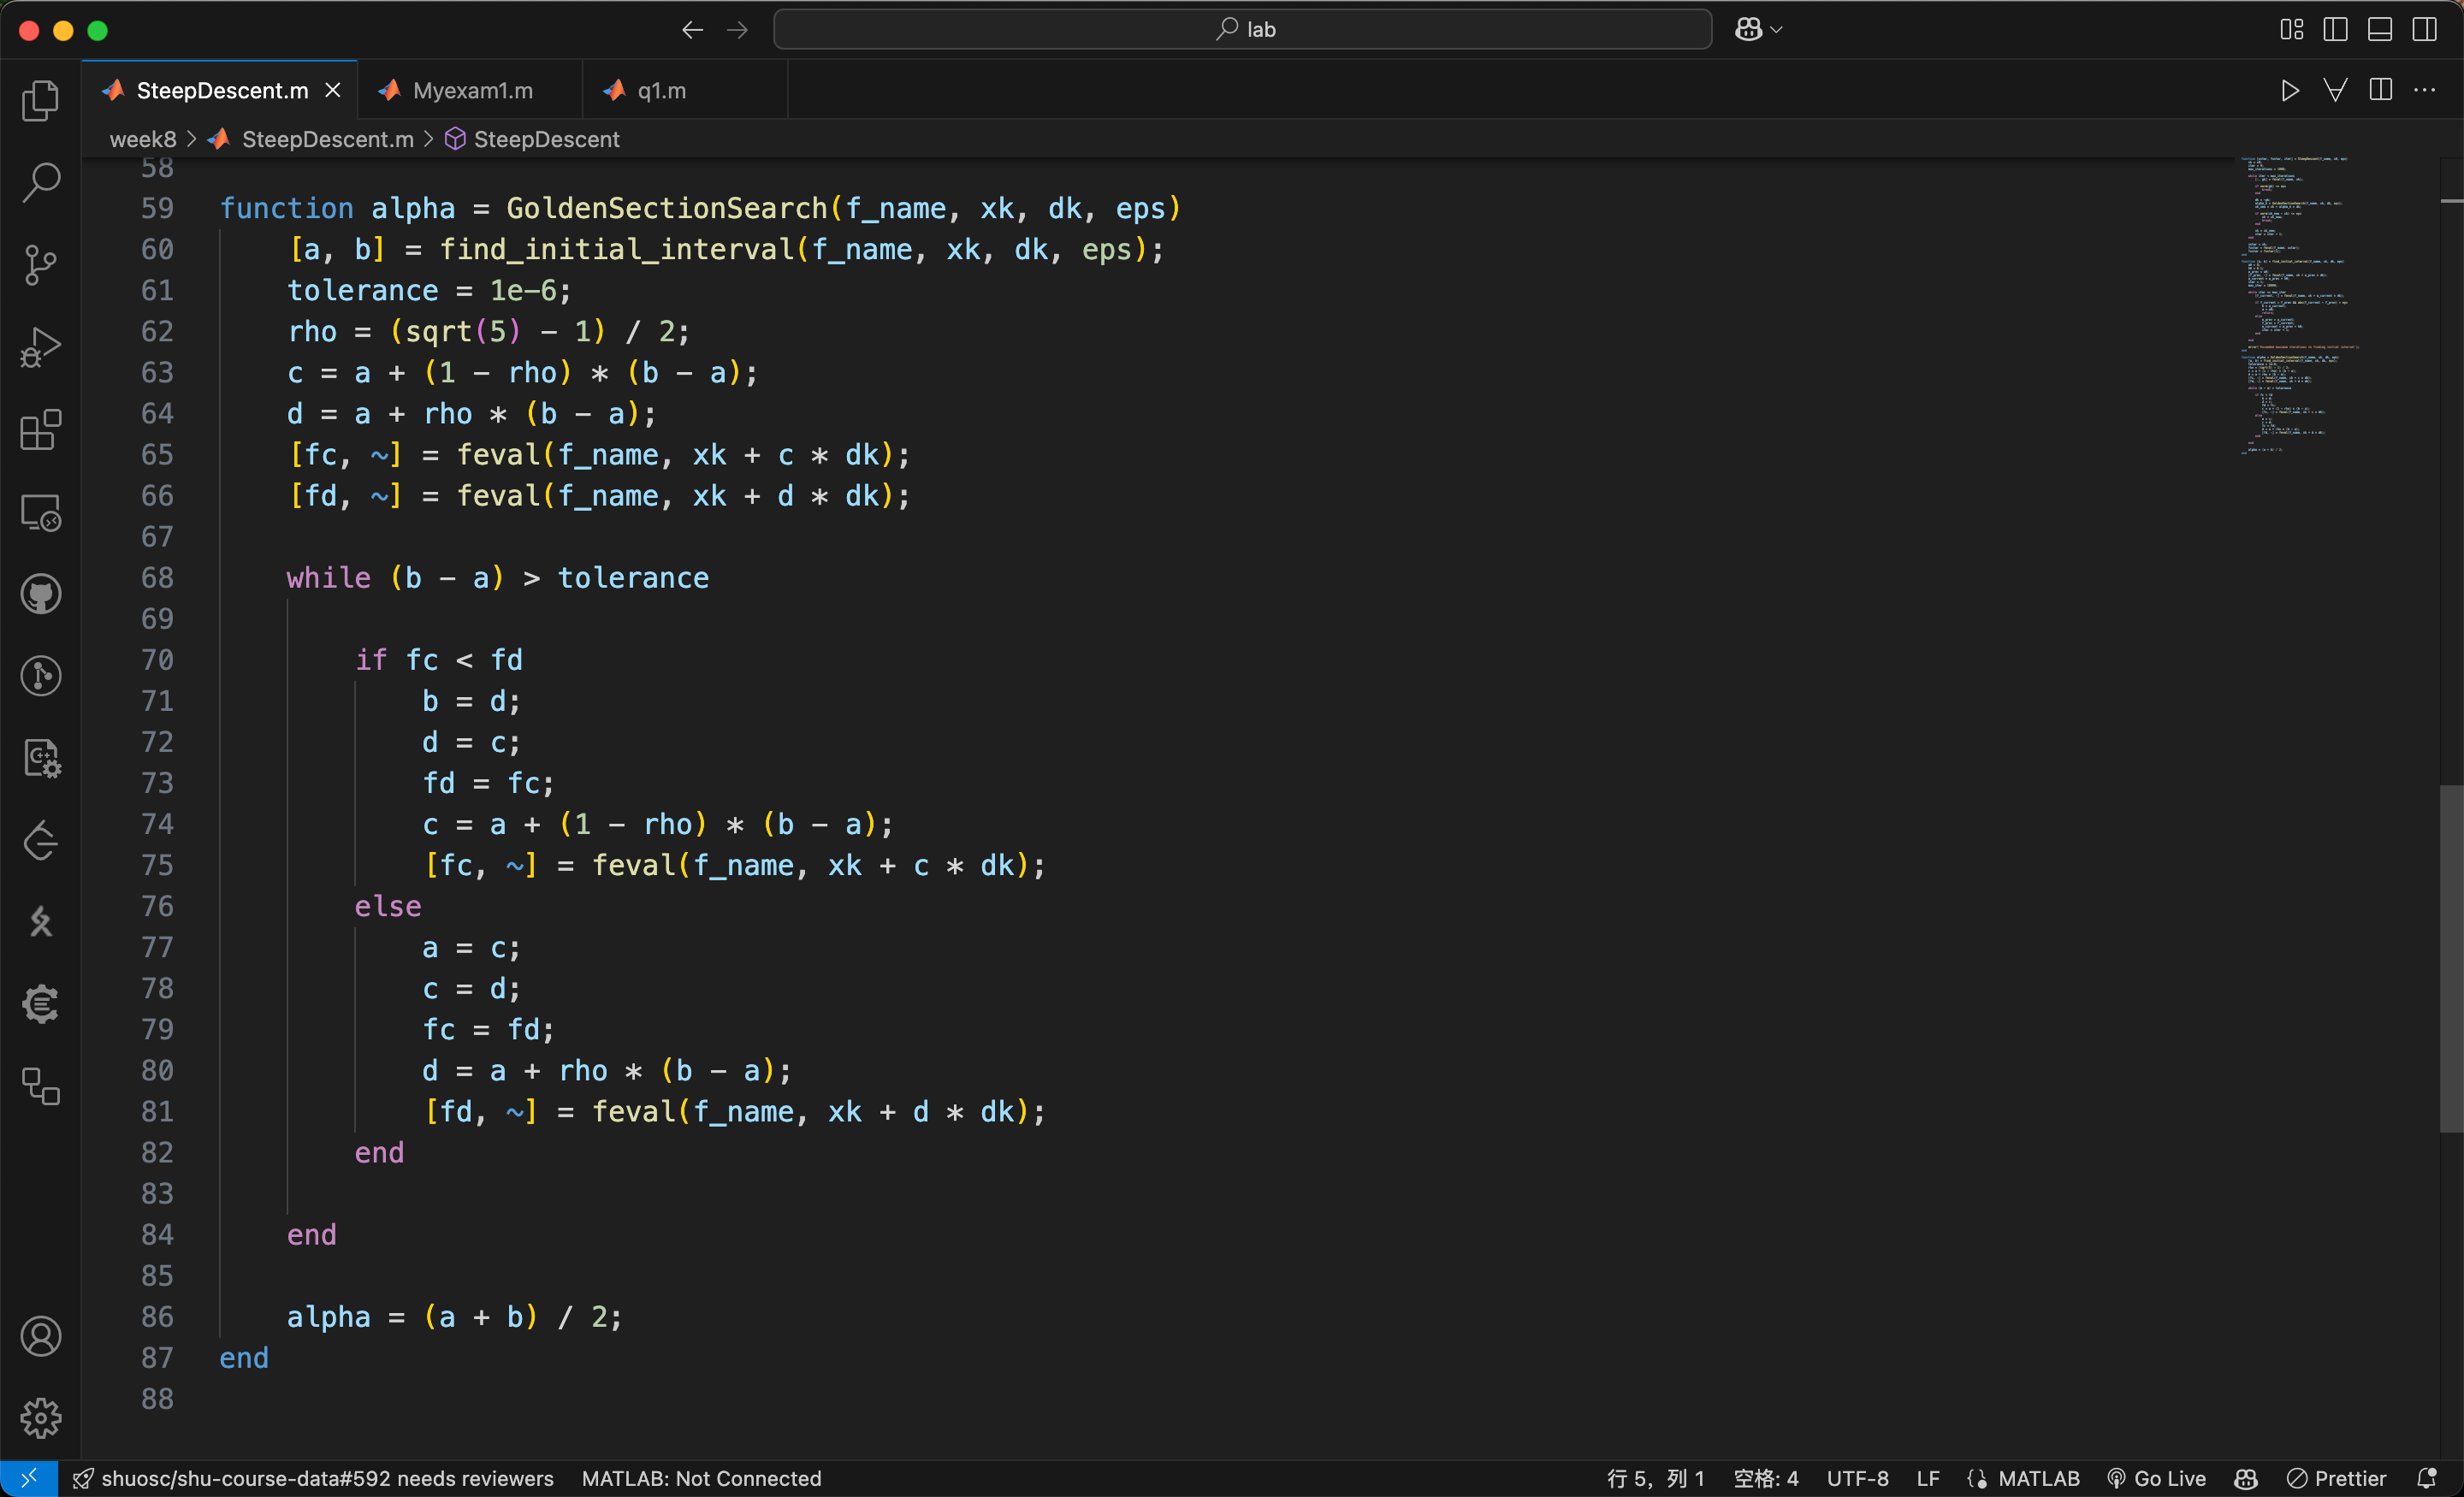 lab
SteepDescent.m
Myexam1.m
q1.m
week8 > SteepDescent.m > SteepDescent
58
59 function alpha = GoldenSectionSearch(f_name, xk, dk, eps)
60 [a, b] = find_initial_interval(f_name, xk, dk, eps);
61 tolerance = 1e-6;
62 rho = (sqrt(5) - 1) / 2;
63 c = a + (1 - rho) * (b - a);
64 d = a + rho * (b - a);
65 [fc, ~] = feval(f_name, xk + c * dk);
66 [fd, ~] = feval(f_name, xk + d * dk);
67
68 while (b - a) > tolerance
69
70 if fc < fd
71 b = d;
72 d = c;
73 fd = fc;
74 c = a + (1 - rho) * (b - a);
75 [fc, ~] = feval(f_name, xk + c * dk);
76 else
77 a = c;
78 c = d;
79 fc = fd;
80 d = a + rho * (b - a);
81 [fd, ~] = feval(f_name, xk + d * dk);
82 end
83
84 end
85
86 alpha = (a + b) / 2;
87 end
88
shuosc/shu-course-data#592 needs reviewers MATLAB: Not Connected 行 5，列 1 空格: 4 UTF-8 LF MATLAB Go Live Prettier